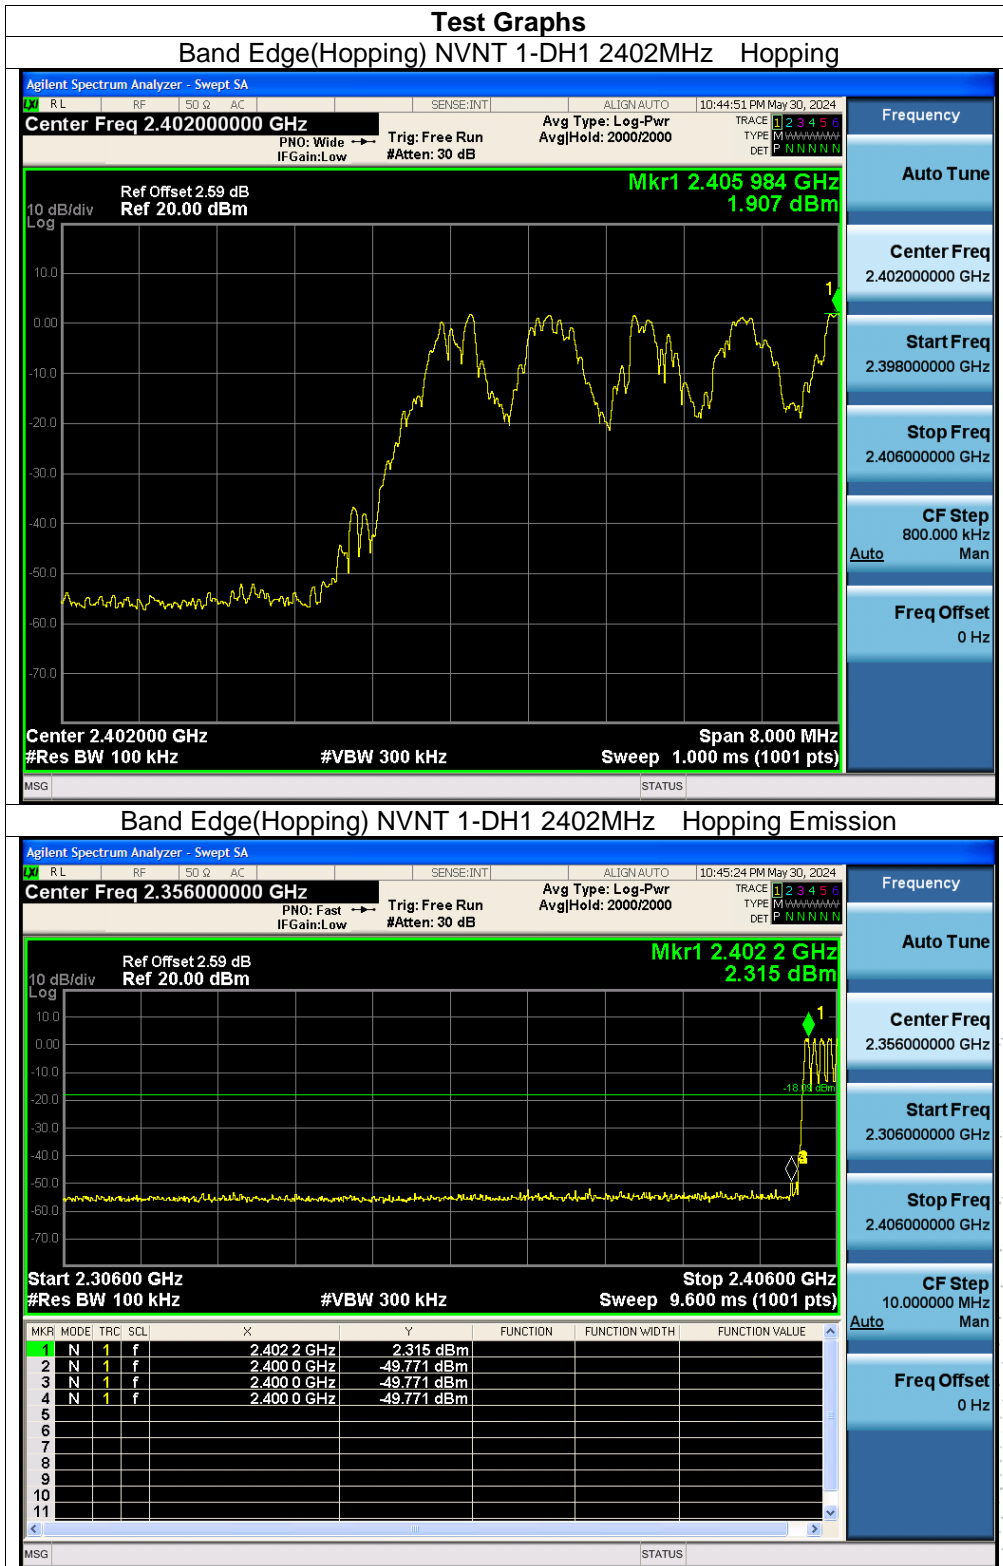 Test Graphs
Band Edge(Hopping) NVNT 1-DH1 2402MHz Hopping
Agilent Spectrum Analyzer - Swept SA
LXI RL RF 50 Ω AC SENSE:INT ALIGN AUTO 10:44:51 PM May 30, 2024
Center Freq 2.402000000 GHz
PNO: Wide
IFGain:Low
Trig: Free Run
#Atten: 30 dB
Avg Type: Log-Pwr
Avg|Hold: 2000/2000
TRACE 1 2 3 4 5 6
TYPE M
DET P N N N N N
Frequency
Auto Tune
Center Freq
2.402000000 GHz
Start Freq
2.398000000 GHz
Stop Freq
2.406000000 GHz
CF Step
800.000 kHz
Auto Man
Freq Offset
0 Hz
Mkr1 2.405 984 GHz
1.907 dBm
Ref Offset 2.59 dB
10 dB/div Ref 20.00 dBm
Log
10.0
1
0.00
-10.0
-20.0
-30.0
-40.0
-50.0
-60.0
-70.0
Center 2.402000 GHz Span 8.000 MHz
#Res BW 100 kHz #VBW 300 kHz Sweep 1.000 ms (1001 pts)
MSG STATUS
Band Edge(Hopping) NVNT 1-DH1 2402MHz Hopping Emission
Agilent Spectrum Analyzer - Swept SA
LXI RL RF 50 Ω AC SENSE:INT ALIGN AUTO 10:45:24 PM May 30, 2024
Center Freq 2.356000000 GHz
PNO: Fast
IFGain:Low
Trig: Free Run
#Atten: 30 dB
Avg Type: Log-Pwr
Avg|Hold: 2000/2000
TRACE 1 2 3 4 5 6
TYPE M
DET P N N N N N
Frequency
Auto Tune
Center Freq
2.356000000 GHz
Start Freq
2.306000000 GHz
Stop Freq
2.406000000 GHz
CF Step
10.000000 MHz
Auto Man
Freq Offset
0 Hz
Mkr1 2.402 2 GHz
2.315 dBm
Ref Offset 2.59 dB
10 dB/div Ref 20.00 dBm
Log
10.0
1
0.00
-10.0
-18.09 dBm
-20.0
-30.0
-40.0
-50.0
-60.0
-70.0
Start 2.30600 GHz Stop 2.40600 GHz
#Res BW 100 kHz #VBW 300 kHz Sweep 9.600 ms (1001 pts)
MKR MODE TRC SCL X Y FUNCTION FUNCTION WIDTH FUNCTION VALUE
1 N 1 f 2.402 2 GHz 2.315 dBm
2 N 1 f 2.400 0 GHz -49.771 dBm
3 N 1 f 2.400 0 GHz -49.771 dBm
4 N 1 f 2.400 0 GHz -49.771 dBm
5
6
7
8
9
10
11
MSG STATUS